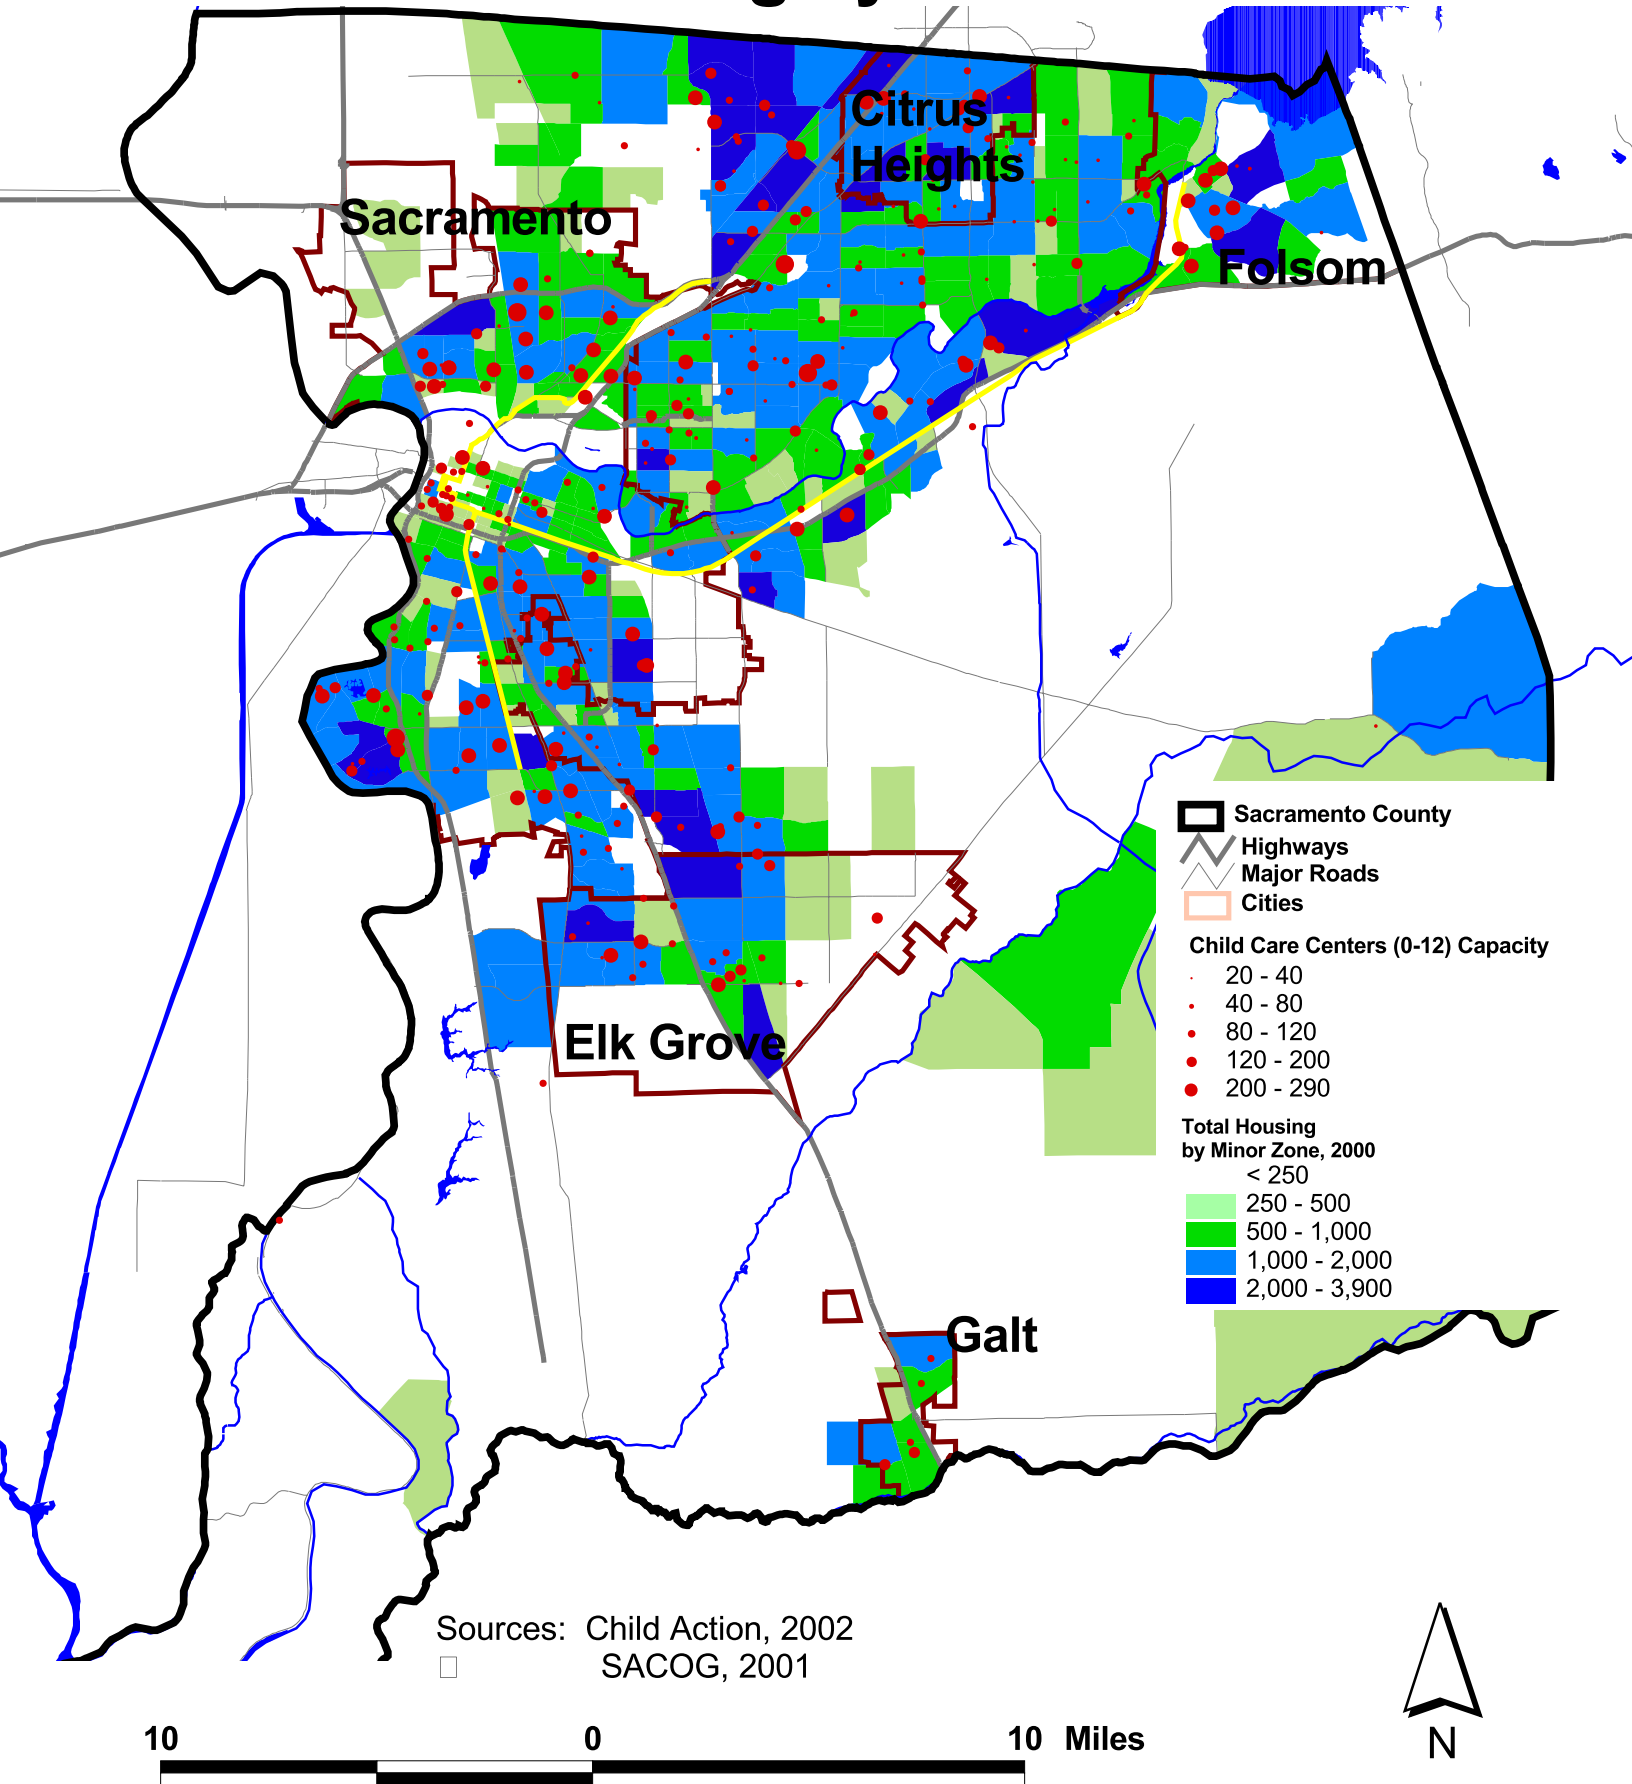 Citrus
Heights
Sacramento
Folsom
Sacramento County
Highways
Major Roads
Cities
Child Care Centers (0-12) Capacity
20 - 40
40 - 80
80 - 120
120 - 200
200 - 290
Total Housing
by Minor Zone, 2000
< 250
250 - 500
500 - 1,000
1,000 - 2,000
2,000 - 3,900
Elk Grove
Galt
Sources: Child Action, 2002
SACOG, 2001
10 0 10 Miles
N